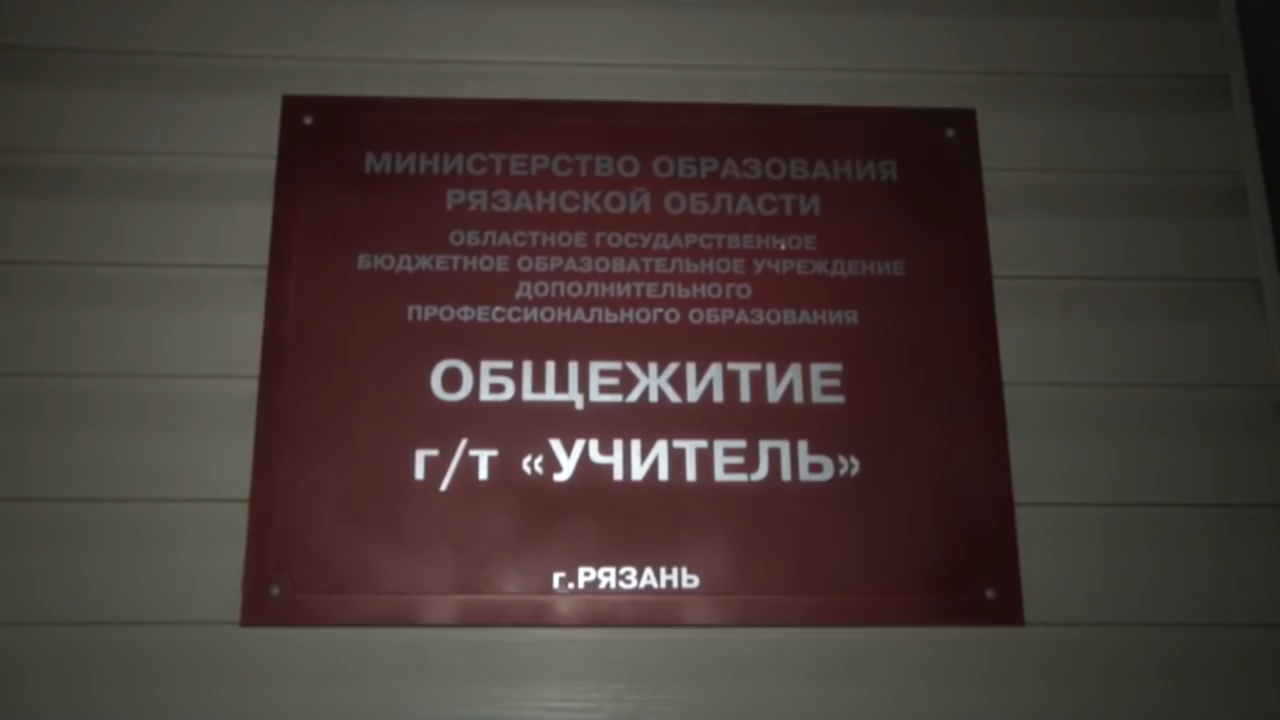 МИНИСТЕРСТВО ОБРАЗОВАНИЯ
РЯЗАНСКОЙ ОБЛАСТИ
ОБЛАСТНОЕ ГОСУДАРСТВЕННОЕ
БЮДЖЕТНОЕ ОБРАЗОВАТЕЛЬНОЕ УЧРЕЖДЕНИЕ
ДОПОЛНИТЕЛЬНОГО
ПРОФЕССИОНАЛЬНОГО ОБРАЗОВАНИЯ
ОБЩЕЖИТИЕ
г/т «УЧИТЕЛЬ»
г.РЯЗАНЬ